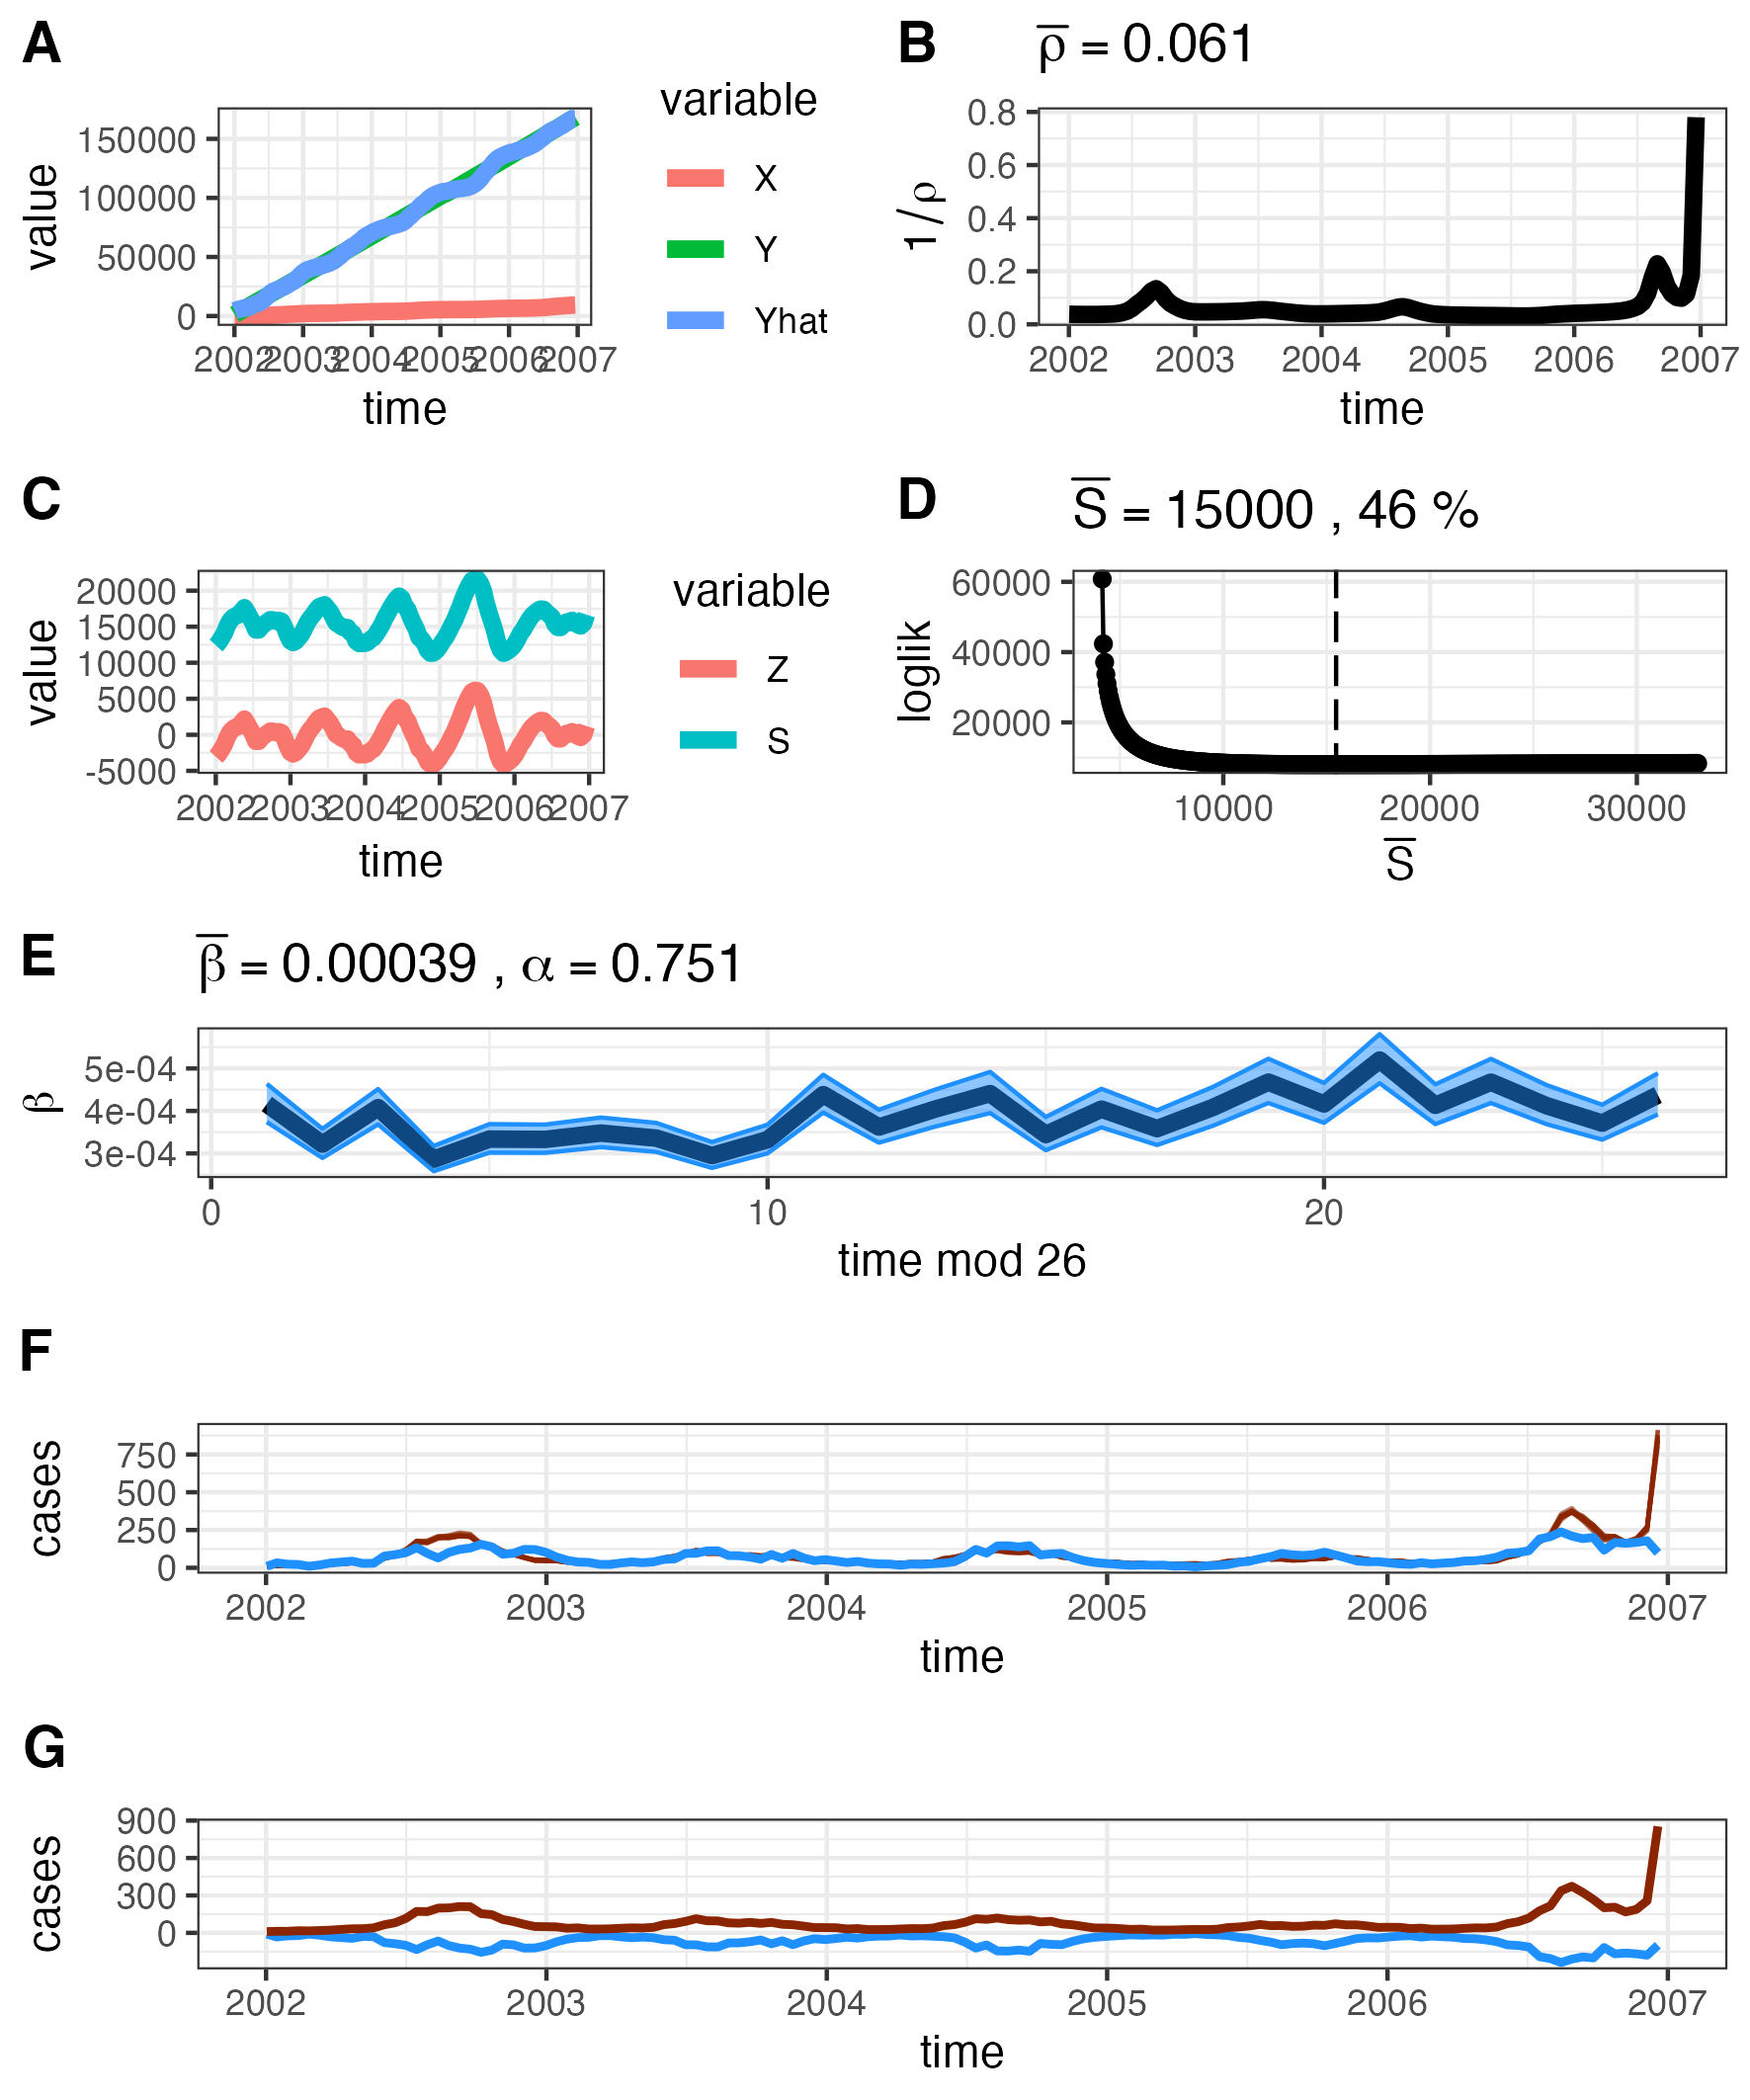 A
variable
value
150000
100000
50000
0
X
Y
Yhat
2002
2003
2004
2005
2006
2007
time
B
ρ̅ = 0.061
1/ρ
0.8
0.6
0.4
0.2
0.0
2002
2003
2004
2005
2006
2007
time
C
variable
value
20000
15000
10000
5000
0
-5000
Z
S
2002
2003
2004
2005
2006
2007
time
D
S̅ = 15000 , 46 %
loglik
60000
40000
20000
10000
20000
30000
S̅
E
β̅ = 0.00039 , α = 0.751
β
5e-04
4e-04
3e-04
0
10
20
time mod 26
F
cases
750
500
250
0
2002
2003
2004
2005
2006
2007
time
G
cases
900
600
300
0
2002
2003
2004
2005
2006
2007
time